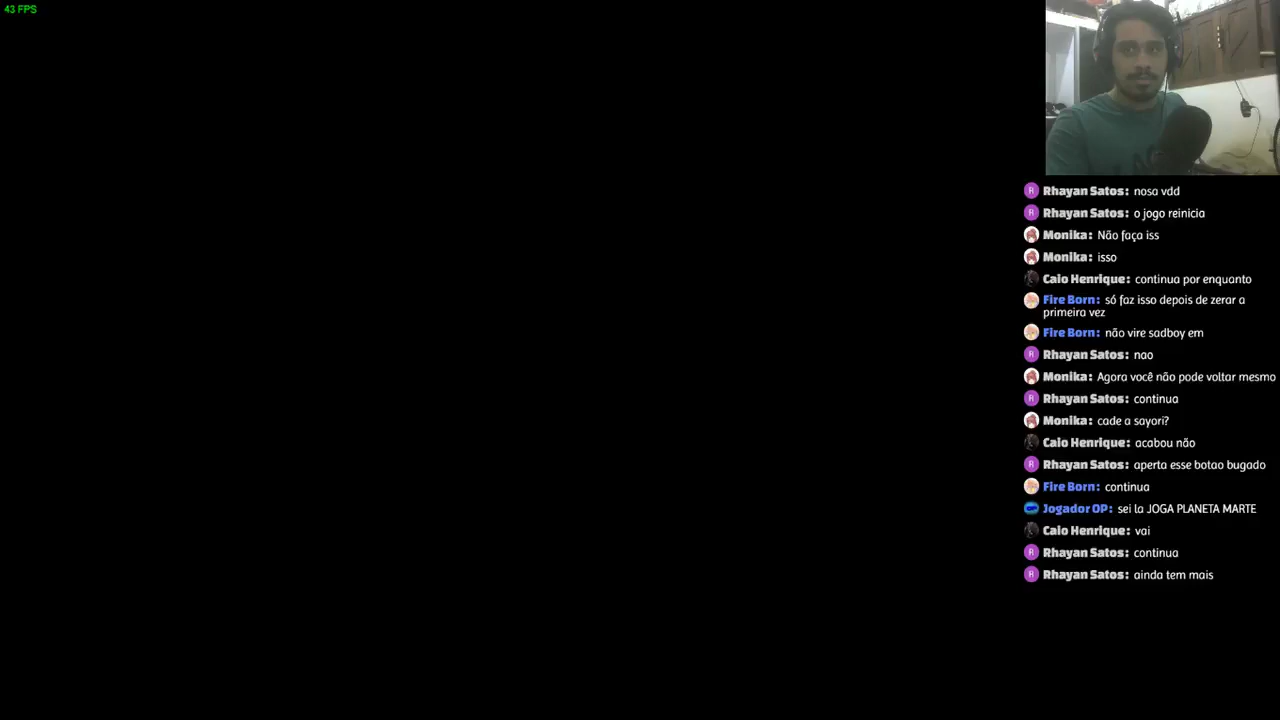 43 FPS
Rhayan Satos: nosa vdd
Rhayan Satos: o jogo reinicia
Monika: Não faça iss
Monika: isso
Caio Henrique: continua por enquanto
Fire Born: só faz isso depois de zerar a
primeira vez
Fire Born: não vire sadboy em
Rhayan Satos: nao
Monika: Agora você não pode voltar mesmo
Rhayan Satos: continua
Monika: cade a sayori?
Caio Henrique: acabou não
Rhayan Satos: aperta esse botao bugado
Fire Born: continua
Jogador OP: sei la JOGA PLANETA MARTE
Caio Henrique: vai
Rhayan Satos: continua
Rhayan Satos: ainda tem mais